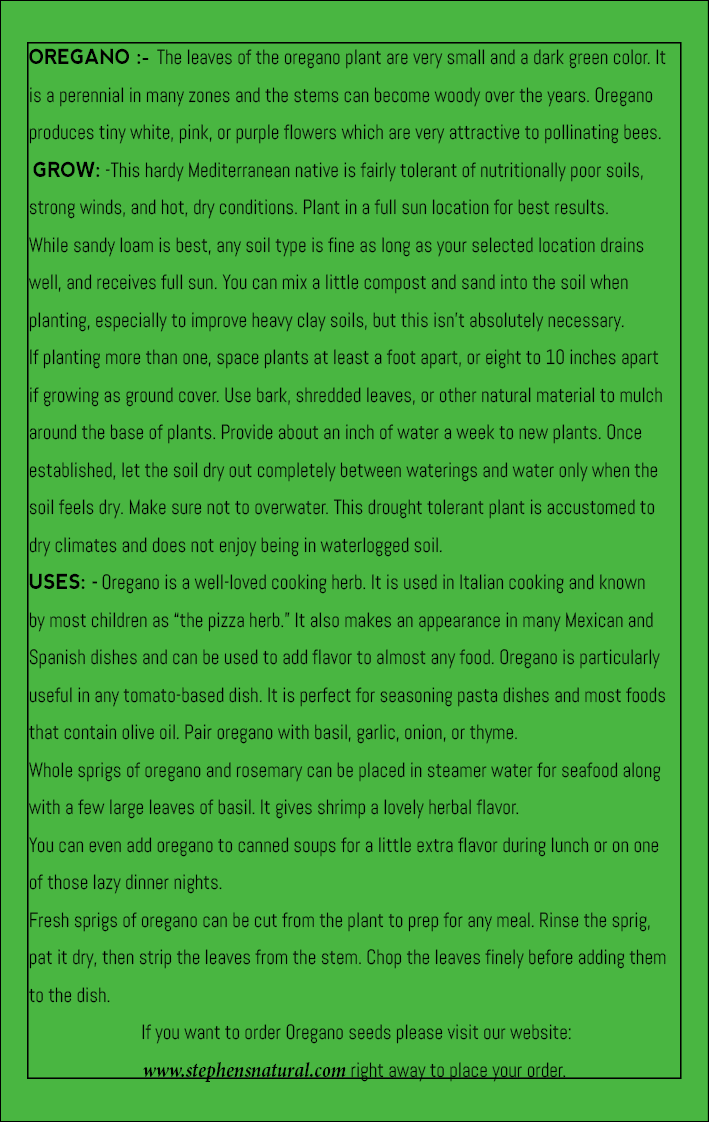 OREGANO :- The leaves of the oregano plant are very small and a dark green color. It
is a perennial in many zones and the stems can become woody over the years. Oregano
produces tiny white, pink, or purple flowers which are very attractive to pollinating bees.
GROW: -This hardy Mediterranean native is fairly tolerant of nutritionally poor soils,
strong winds, and hot, dry conditions. Plant in a full sun location for best results.
While sandy loam is best, any soil type is fine as long as your selected location drains
well, and receives full sun. You can mix a little compost and sand into the soil when
planting, especially to improve heavy clay soils, but this isn't absolutely necessary.
If planting more than one, space plants at least a foot apart, or eight to 10 inches apart
if growing as ground cover. Use bark, shredded leaves, or other natural material to mulch
around the base of plants. Provide about an inch of water a week to new plants. Once
established, let the soil dry out completely between waterings and water only when the
soil feels dry. Make sure not to overwater. This drought tolerant plant is accustomed to
dry climates and does not enjoy being in waterlogged soil.
USES: - Oregano is a well-loved cooking herb. It is used in Italian cooking and known
by most children as “the pizza herb.” It also makes an appearance in many Mexican and
Spanish dishes and can be used to add flavor to almost any food. Oregano is particularly
useful in any tomato-based dish. It is perfect for seasoning pasta dishes and most foods
that contain olive oil. Pair oregano with basil, garlic, onion, or thyme.
Whole sprigs of oregano and rosemary can be placed in steamer water for seafood along
with a few large leaves of basil. It gives shrimp a lovely herbal flavor.
You can even add oregano to canned soups for a little extra flavor during lunch or on one
of those lazy dinner nights.
Fresh sprigs of oregano can be cut from the plant to prep for any meal. Rinse the sprig,
pat it dry, then strip the leaves from the stem. Chop the leaves finely before adding them
to the dish.
If you want to order Oregano seeds please visit our website:
www.stephensnatural.com right away to place your order.